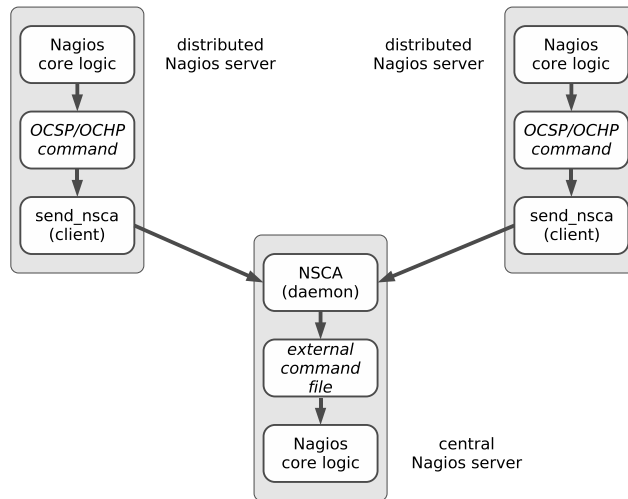 Nagios
core logic
OCSP/OCHP
command
send_nsca
(client)
distributed
Nagios server
distributed
Nagios server
Nagios
core logic
OCSP/OCHP
command
send_nsca
(client)
NSCA
(daemon)
external
command
file
Nagios
core logic
central
Nagios server